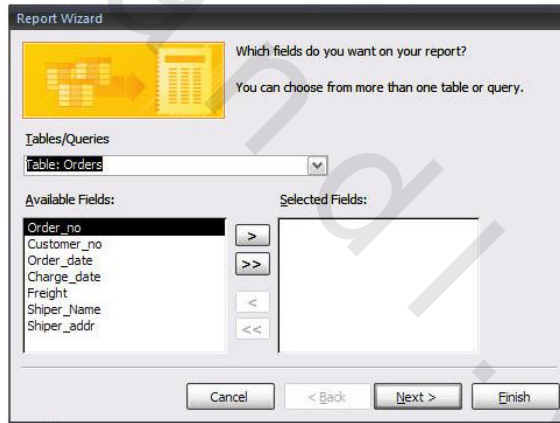 Report Wizard
Which fields do you want on your report?
You can choose from more than one table or query.
Tables/Queries
Table: Orders
Available Fields:
Selected Fields:
Order_no
Customer_no
Order_date
Charge_date
Freight
Shiper_Name
Shiper_addr
>
>>
<
<<
Cancel
< Back
Next >
Finish